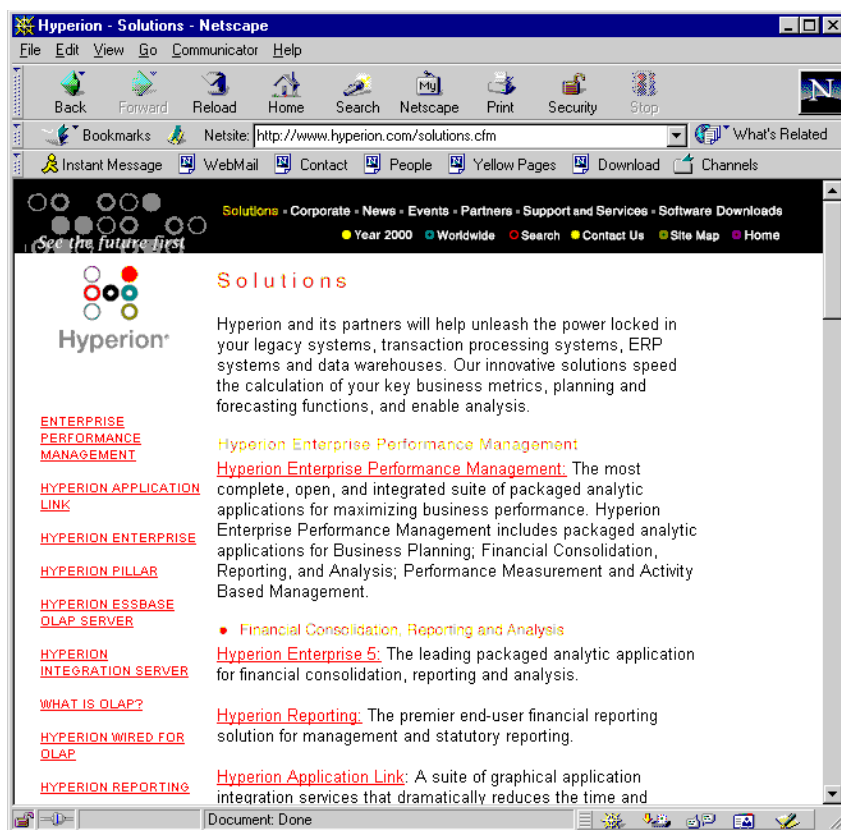 Hyperion - Solutions - Netscape
File Edit View Go Communicator Help
Back Forward Reload Home Search Netscape Print Security Stop
My
N
Bookmarks Netsite: http://www.hyperion.com/solutions.cfm What's Related
Instant Message WebMail Contact People Yellow Pages Download Channels
Solutions - Corporate - News - Events - Partners - Support and Services - Software Downloads
Year 2000 Worldwide Search Contact Us Site Map Home
See the future first
Hyperion
ENTERPRISE
PERFORMANCE
MANAGEMENT
HYPERION APPLICATION
LINK
HYPERION ENTERPRISE
HYPERION PILLAR
HYPERION ESSBASE
OLAP SERVER
HYPERION
INTEGRATION SERVER
WHAT IS OLAP?
HYPERION WIRED FOR
OLAP
HYPERION REPORTING
Solutions
Hyperion and its partners will help unleash the power locked in
your legacy systems, transaction processing systems, ERP
systems and data warehouses. Our innovative solutions speed
the calculation of your key business metrics, planning and
forecasting functions, and enable analysis.
Hyperion Enterprise Performance Management
Hyperion Enterprise Performance Management: The most
complete, open, and integrated suite of packaged analytic
applications for maximizing business performance. Hyperion
Enterprise Performance Management includes packaged analytic
applications for Business Planning; Financial Consolidation,
Reporting, and Analysis; Performance Measurement and Activity
Based Management.
• Financial Consolidation, Reporting and Analysis
Hyperion Enterprise 5: The leading packaged analytic application
for financial consolidation, reporting and analysis.
Hyperion Reporting: The premier end-user financial reporting
solution for management and statutory reporting.
Hyperion Application Link: A suite of graphical application
integration services that dramatically reduces the time and
Document: Done